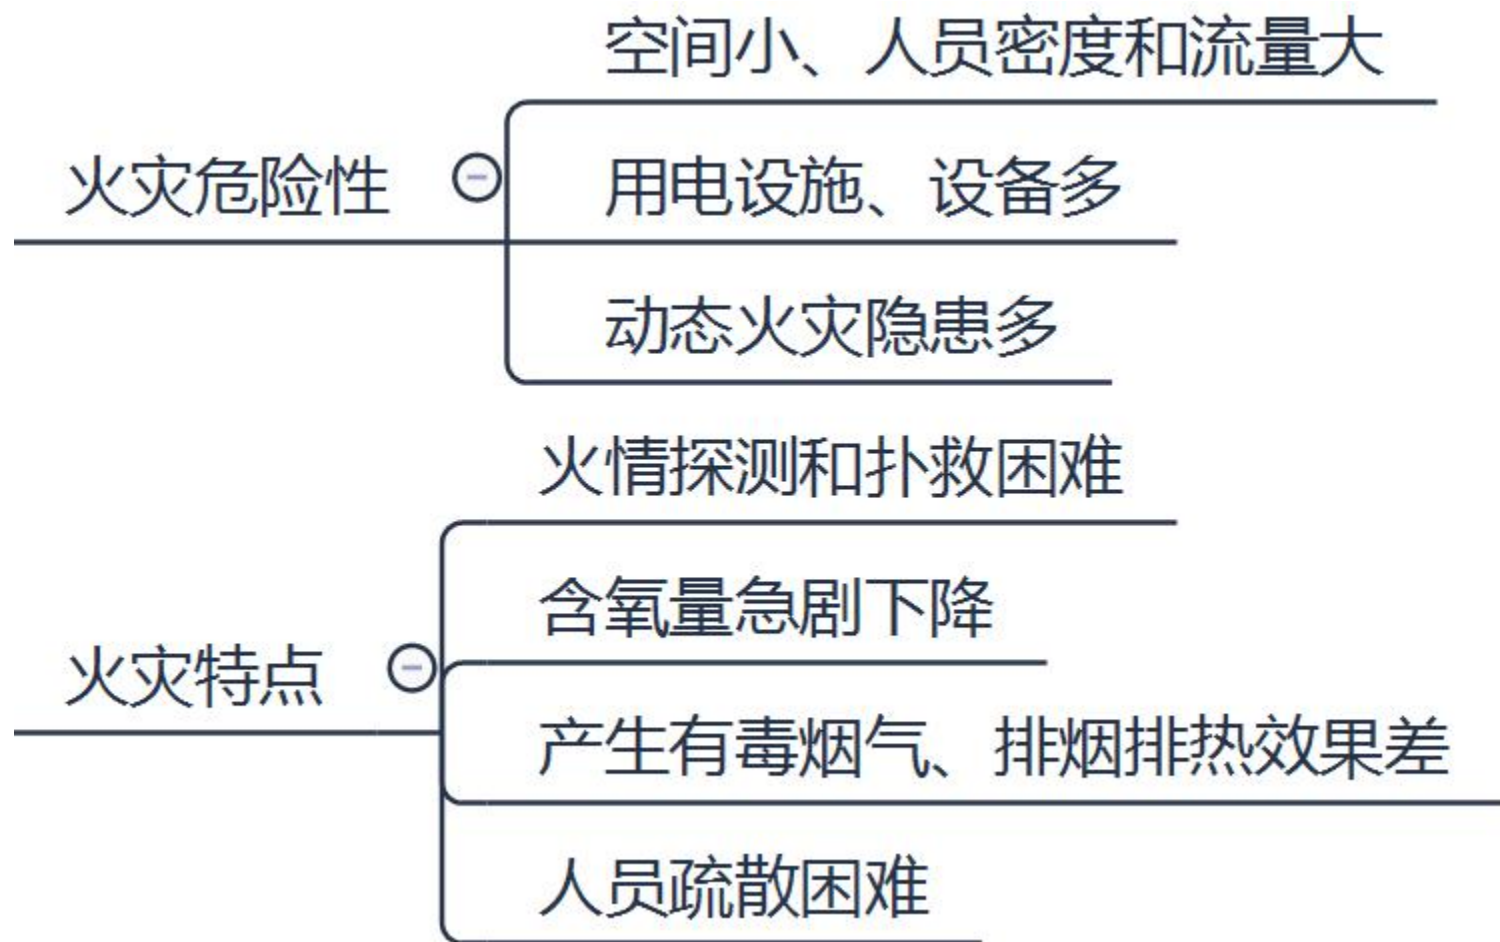 空间小、人员密度和流量大
火灾危险性
用电设施、设备多
动态火灾隐患多
火情探测和扑救困难
含氧量急剧下降
火灾特点
产生有毒烟气、排烟排热效果差
人员疏散困难